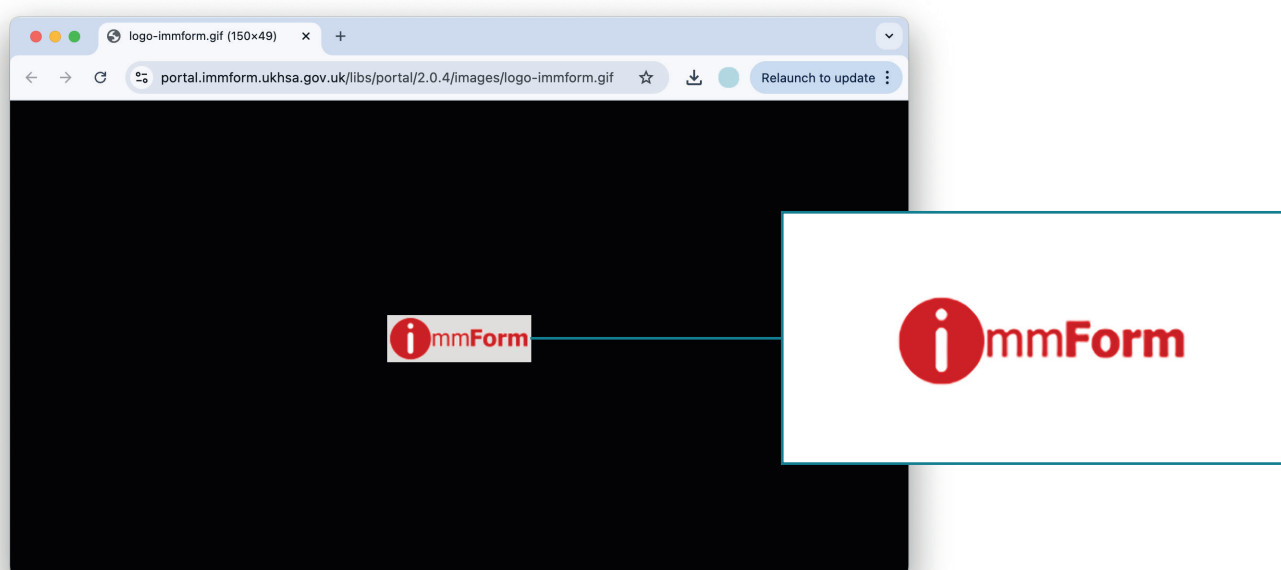 logo-immform.gif (150×49)
portal.immform.ukhsa.gov.uk/libs/portal/2.0.4/images/logo-immform.gif
Relaunch to update
immForm
immForm